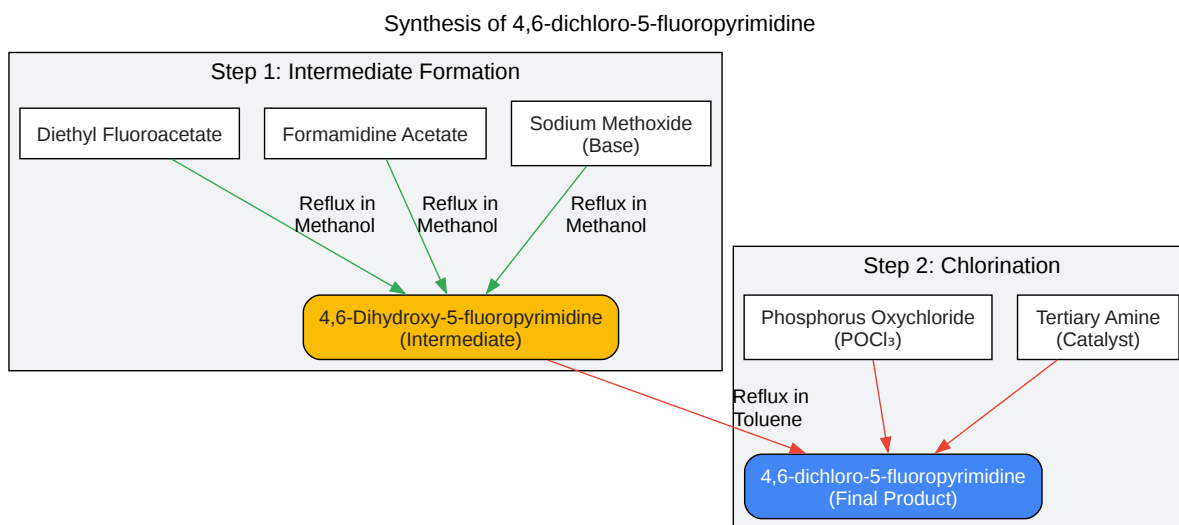 Synthesis of 4,6-dichloro-5-fluoropyrimidine
Step 1: Intermediate Formation
Diethyl Fluoroacetate
Formamidine Acetate
Sodium Methoxide
(Base)
Reflux in
Methanol
Reflux in
Methanol
Reflux in
Methanol
4,6-Dihydroxy-5-fluoropyrimidine
(Intermediate)
Step 2: Chlorination
Phosphorus Oxychloride
(POCl₃)
Tertiary Amine
(Catalyst)
Reflux in
Toluene
4,6-dichloro-5-fluoropyrimidine
(Final Product)